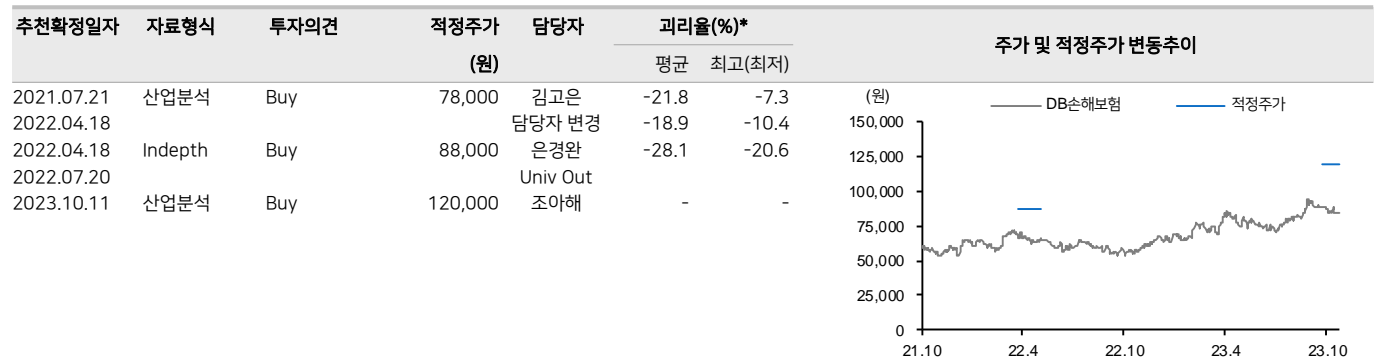 추천확정일자 자료형식 투자의견 적정주가 담당자 괴리율(%)* 주가 및 적정주가 변동추이
(원) 평균 최고(최저)
2021.07.21 산업분석 Buy 78,000 김고은 -21.8 -7.3
2022.04.18 담당자 변경 -18.9 -10.4
2022.04.18 Indepth Buy 88,000 은경완 -28.1 -20.6
2022.07.20 Univ Out
2023.10.11 산업분석 Buy 120,000 조아해 - -
(원) DB손해보험 적정주가
150,000
125,000
100,000
75,000
50,000
25,000
0
21.10 22.4 22.10 23.4 23.10